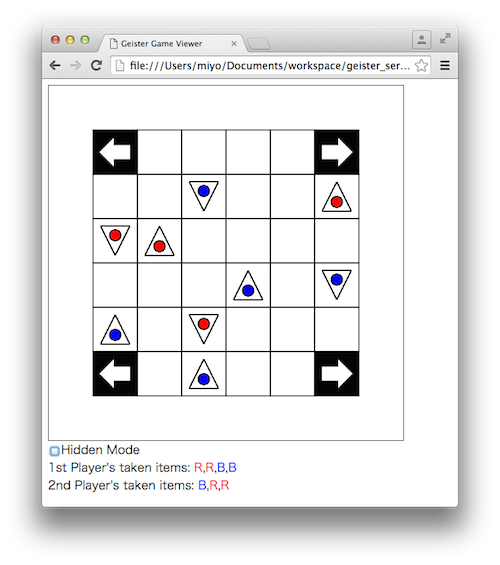 Geister Game Viewer
file:///Users/miyo/Documents/workspace/geister_ser...
Hidden Mode
1st Player's taken items: R,R,B,B
2nd Player's taken items: B,R,R